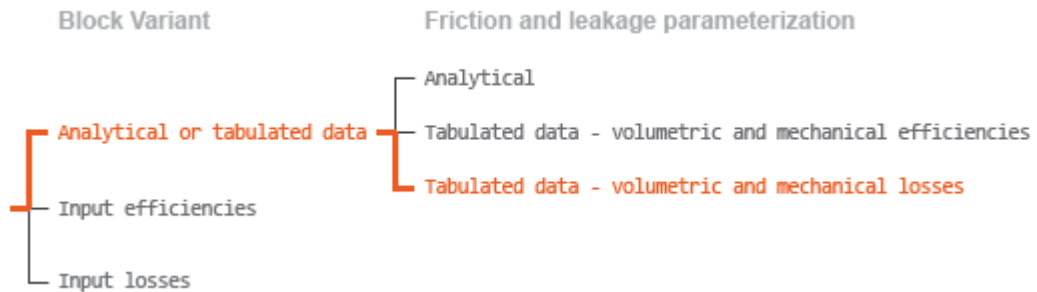 Block Variant
Friction and leakage parameterization
Analytical
Analytical or tabulated data
Tabulated data - volumetric and mechanical efficiencies
Tabulated data - volumetric and mechanical losses
Input efficiencies
Input losses